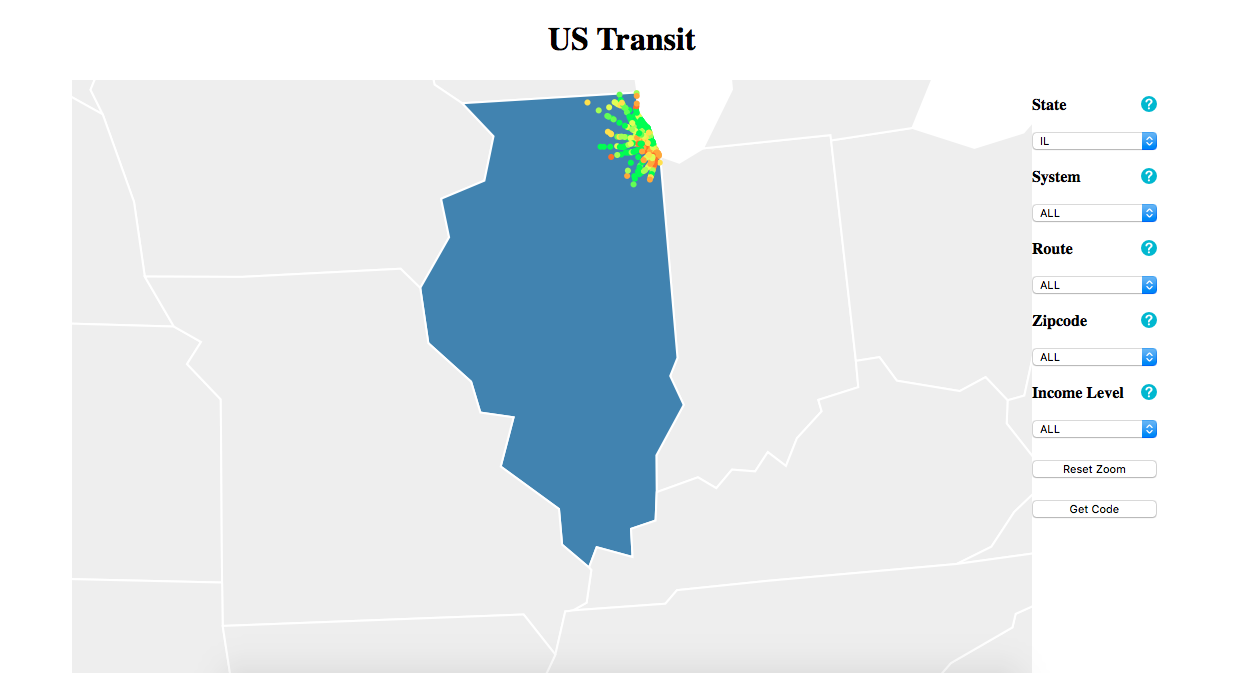 US Transit
State ?
IL
System ?
ALL
Route ?
ALL
Zipcode ?
ALL
Income Level ?
ALL
Reset Zoom
Get Code